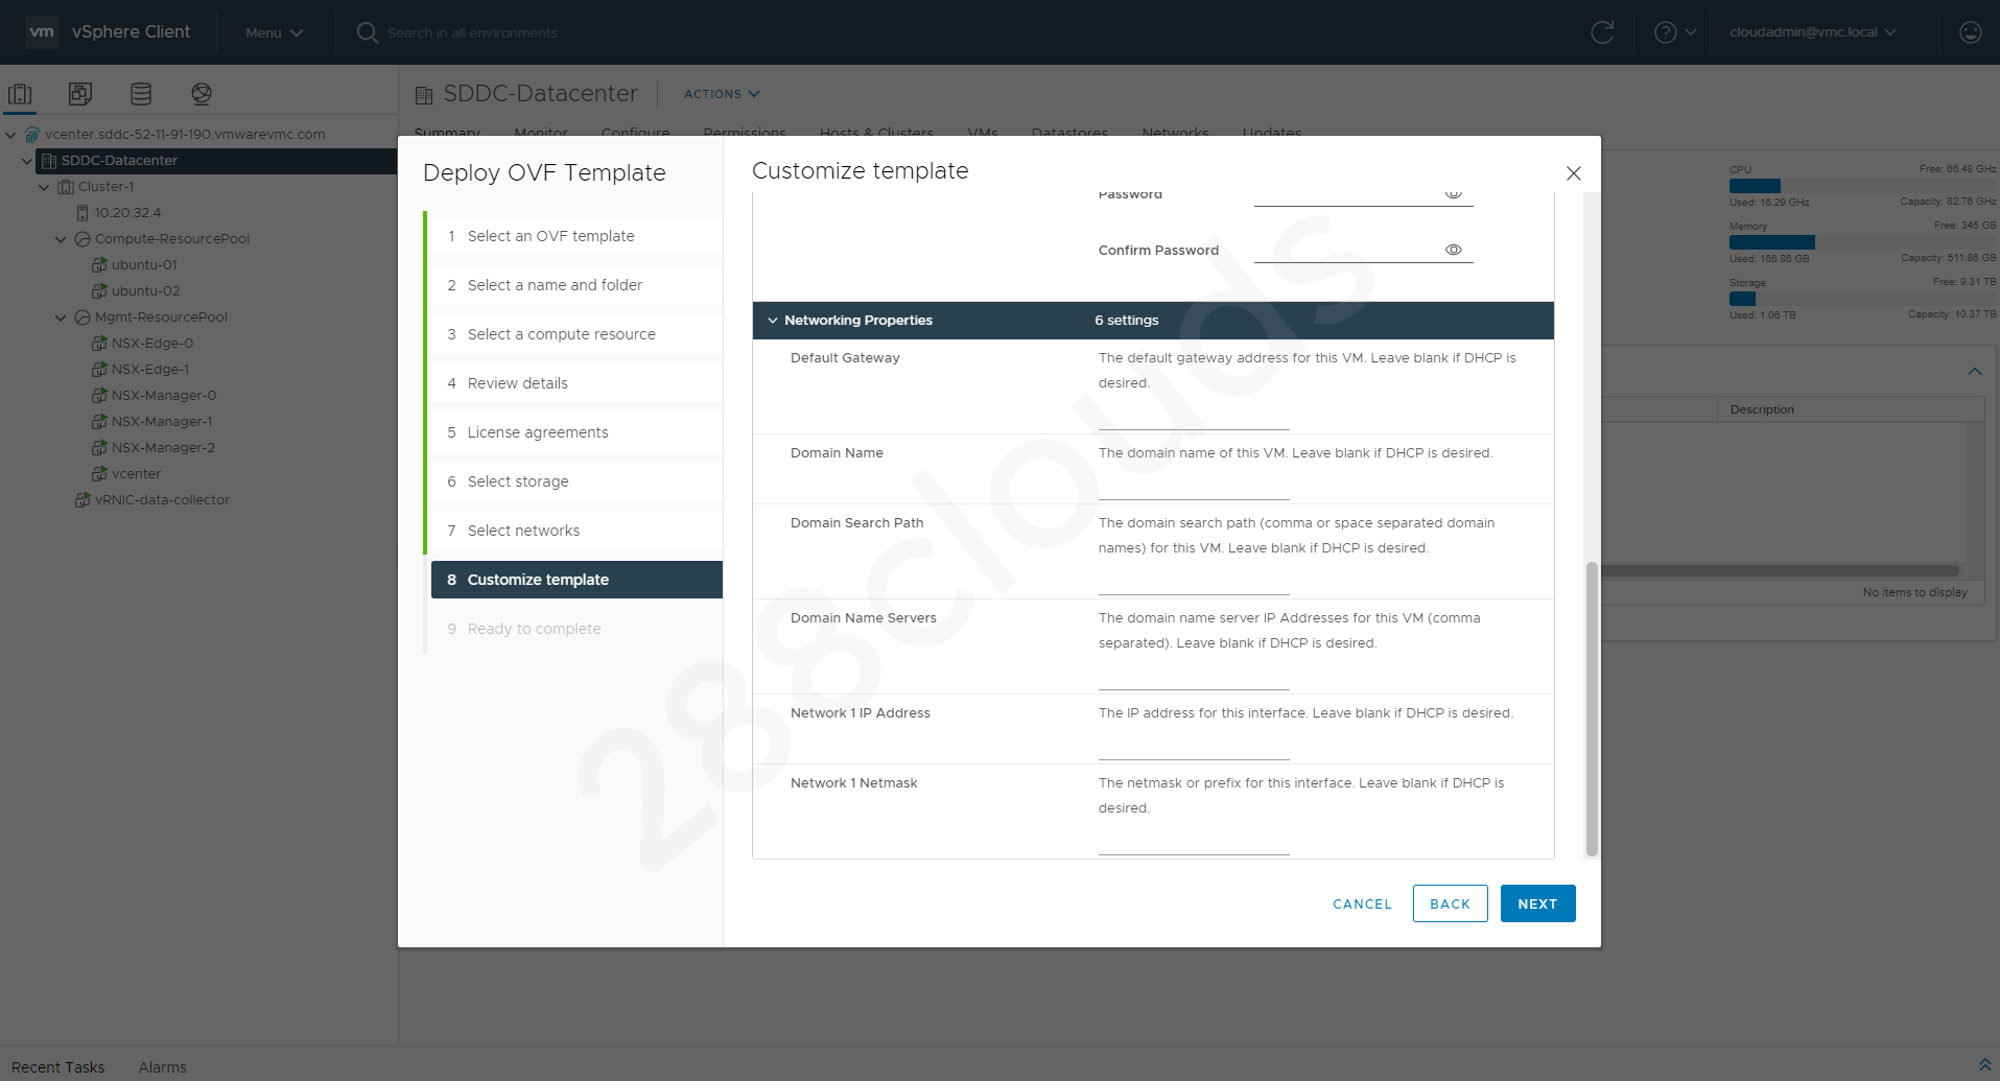 vm vSphere Client Menu Search in all environments cloudadmin@vmc.local
SDDC-Datacenter ACTIONS
Summary Monitor Configure Permissions Hosts & Clusters VMs Datastores Networks Updates
vcenter.sddc-52-11-91-190.vmwarevmc.com
SDDC-Datacenter
Cluster-1
10.20.32.4
Compute-ResourcePool
ubuntu-01
ubuntu-02
Mgmt-ResourcePool
NSX-Edge-0
NSX-Edge-1
NSX-Manager-0
NSX-Manager-1
NSX-Manager-2
vcenter
vRNIC-data-collector
Deploy OVF Template
1 Select an OVF template
2 Select a name and folder
3 Select a compute resource
4 Review details
5 License agreements
6 Select storage
7 Select networks
8 Customize template
9 Ready to complete
Customize template
Password
Confirm Password
Networking Properties 6 settings
Default Gateway
The default gateway address for this VM. Leave blank if DHCP is
desired.
Domain Name
The domain name of this VM. Leave blank if DHCP is desired.
Domain Search Path
The domain search path (comma or space separated domain
names) for this VM. Leave blank if DHCP is desired.
Domain Name Servers
The domain name server IP Addresses for this VM (comma
separated). Leave blank if DHCP is desired.
Network 1 IP Address
The IP address for this interface. Leave blank if DHCP is desired.
Network 1 Netmask
The netmask or prefix for this interface. Leave blank if DHCP is
desired.
CANCEL BACK NEXT
288clouds
CPU Free: 66.48 GHz
Used: 16.29 GHz Capacity: 82.76 GHz
Memory Free: 345 GB
Used: 166.86 GB Capacity: 511.86 GB
Storage Free: 9.31 TB
Used: 1.06 TB Capacity: 10.37 TB
Description
No items to display
Recent Tasks Alarms